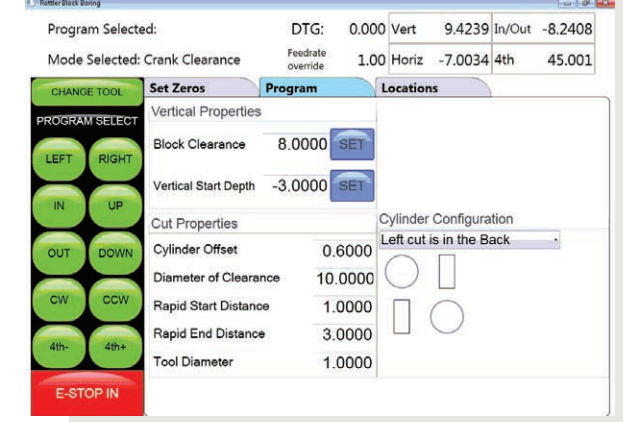 Rottler Block Boring
Program Selected: DTG: 0.000 Vert 9.4239 In/Out -8.2408
Mode Selected: Crank Clearance Feedrate override 1.00 Horiz -7.0034 4th 45.001
CHANGE TOOL Set Zeros Program Locations
PROGRAM SELECT Vertical Properties
LEFT RIGHT Block Clearance 8.0000 SET
Vertical Start Depth -3.0000 SET
IN UP
Cut Properties Cylinder Configuration
OUT DOWN Cylinder Offset 0.6000 Left cut is in the Back
Diameter of Clearance 10.0000
CW CCW Rapid Start Distance 1.0000
Rapid End Distance 3.0000
4th- 4th+
Tool Diameter 1.0000
E-STOP IN